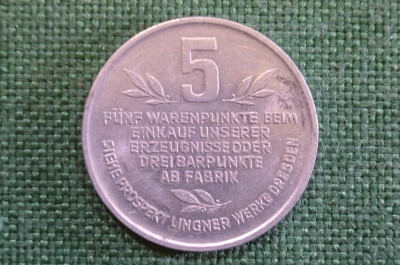 5
FÜNF WARENPUNKTE BEIM
EINKAUF UNSERER
ERZEUGNISSE ODER
DREI BARPUNKTE
AB FABRIK
SIEHE PROSPEKT LINGNER WERKE DRESDEN